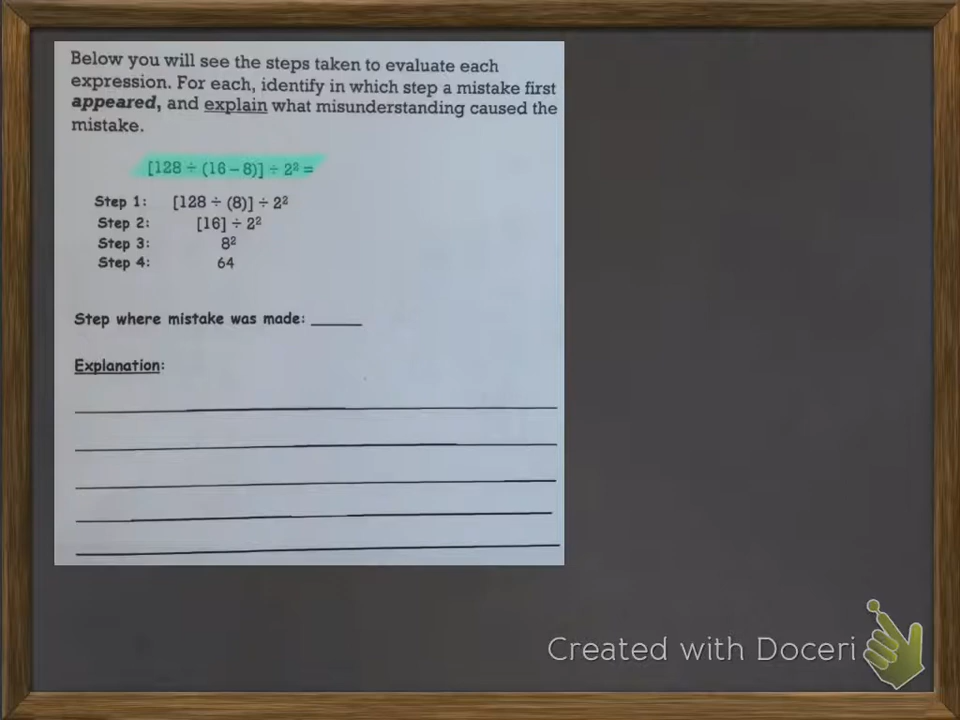 Below you will see the steps taken to evaluate each
expression. For each, identify in which step a mistake first
appeared, and explain what misunderstanding caused the
mistake.
[128 ÷ (16 – 8)] ÷ 2² =
Step 1: [128 ÷ (8)] ÷ 2²
Step 2: [16] ÷ 2²
Step 3: 8²
Step 4: 64
Step where mistake was made: _____
Explanation:
Created with Doceri